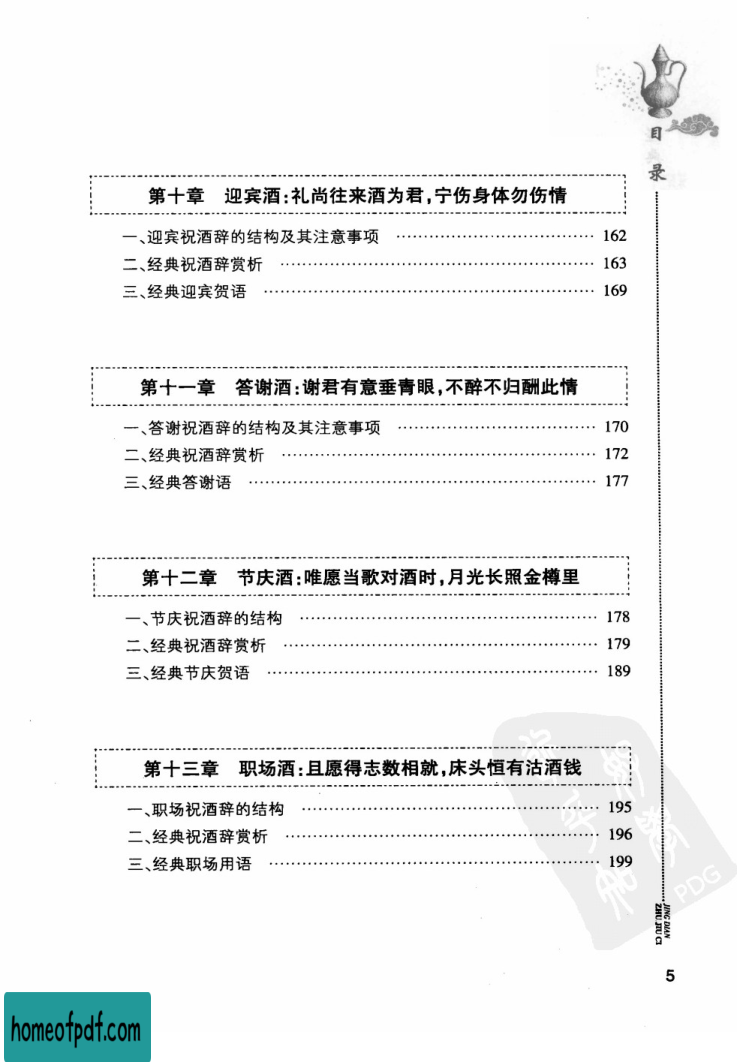 目录
第十章 迎宾酒:礼尚往来酒为君,宁伤身体勿伤情
一、迎宾祝酒辞的结构及其注意事项 …………………………… 162
二、经典祝酒辞赏析 …………………………………………… 163
三、经典迎宾贺语 ……………………………………………… 169
第十一章 答谢酒:谢君有意垂青眼,不醉不归酬此情
一、答谢祝酒辞的结构及其注意事项 …………………………… 170
二、经典祝酒辞赏析 …………………………………………… 172
三、经典答谢语 ………………………………………………… 177
第十二章 节庆酒:唯愿当歌对酒时,月光长照金樽里
一、节庆祝酒辞的结构 ………………………………………… 178
二、经典祝酒辞赏析 …………………………………………… 179
三、经典节庆贺语 ……………………………………………… 189
第十三章 职场酒:且愿得志数相就,床头恒有沽酒钱
一、职场祝酒辞的结构 ………………………………………… 195
二、经典祝酒辞赏析 …………………………………………… 196
三、经典职场用语 ……………………………………………… 199
PDG
JING DIAN
ZHU JIU CI
5
homeofpdf.com